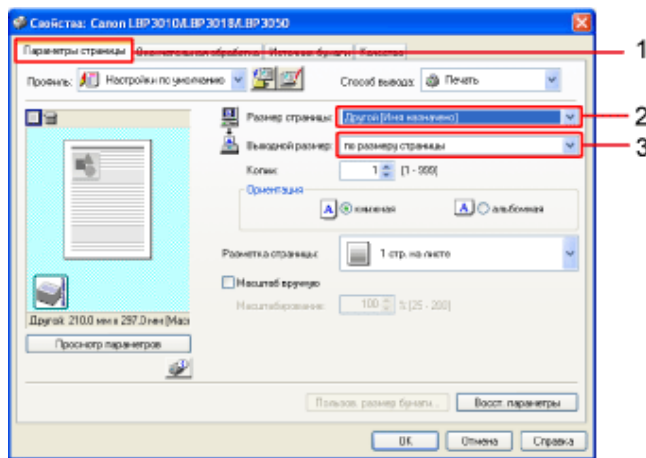 Свойства: Canon LBP3010/LBP3018/LBP3050
Параметры страницы Окончательная обработка Источник бумаги Качество
1
Профиль: Настройки по умолчанию Способ вывода: Печать
Размер страницы: Другой [Имя назначено]
2
Выходной размер: по размеру страницы
3
Копии: 1 [1 - 999]
Ориентация
A книжная A альбомная
Разметка страницы: 1 стр. на листе
Масштаб вручную
Масштабирование: 100 % [25 - 200]
Другой: 210.0 мм x 297.0 мм [Мас
Просмотр параметров
Пользов. размер бумаги... Восст. параметры
OK Отмена Справка